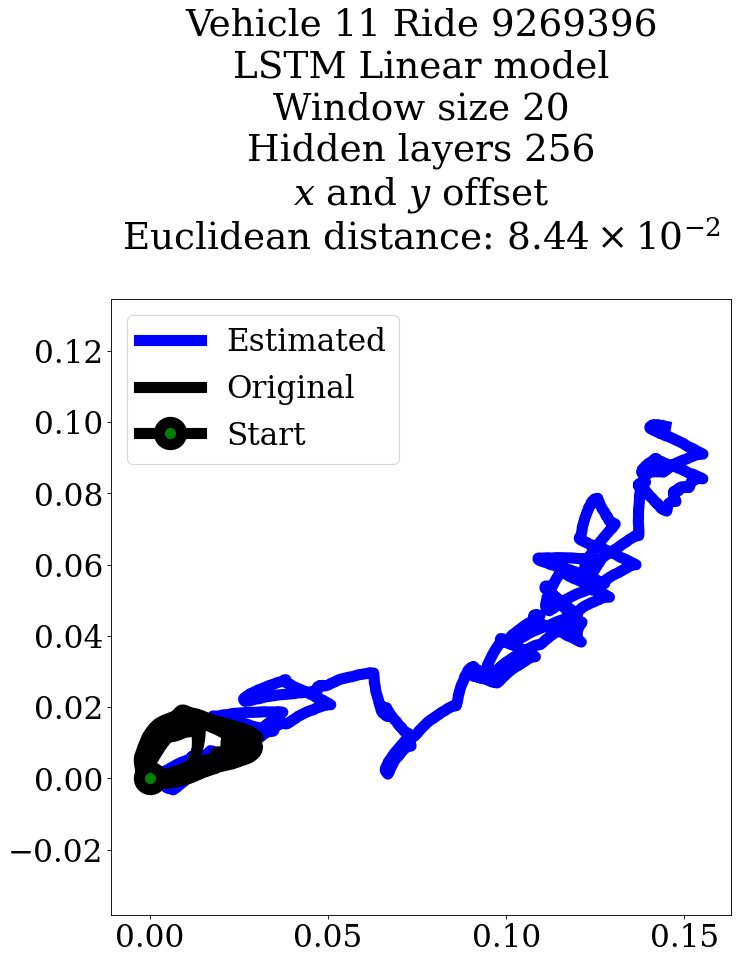 Vehicle 11 Ride 9269396
LSTM Linear model
Window size 20
Hidden layers 256
x and y offset
Euclidean distance: 8.44 × 10⁻²
Estimated
Original
Start
0.12
0.10
0.08
0.06
0.04
0.02
0.00
−0.02
0.00 0.05 0.10 0.15